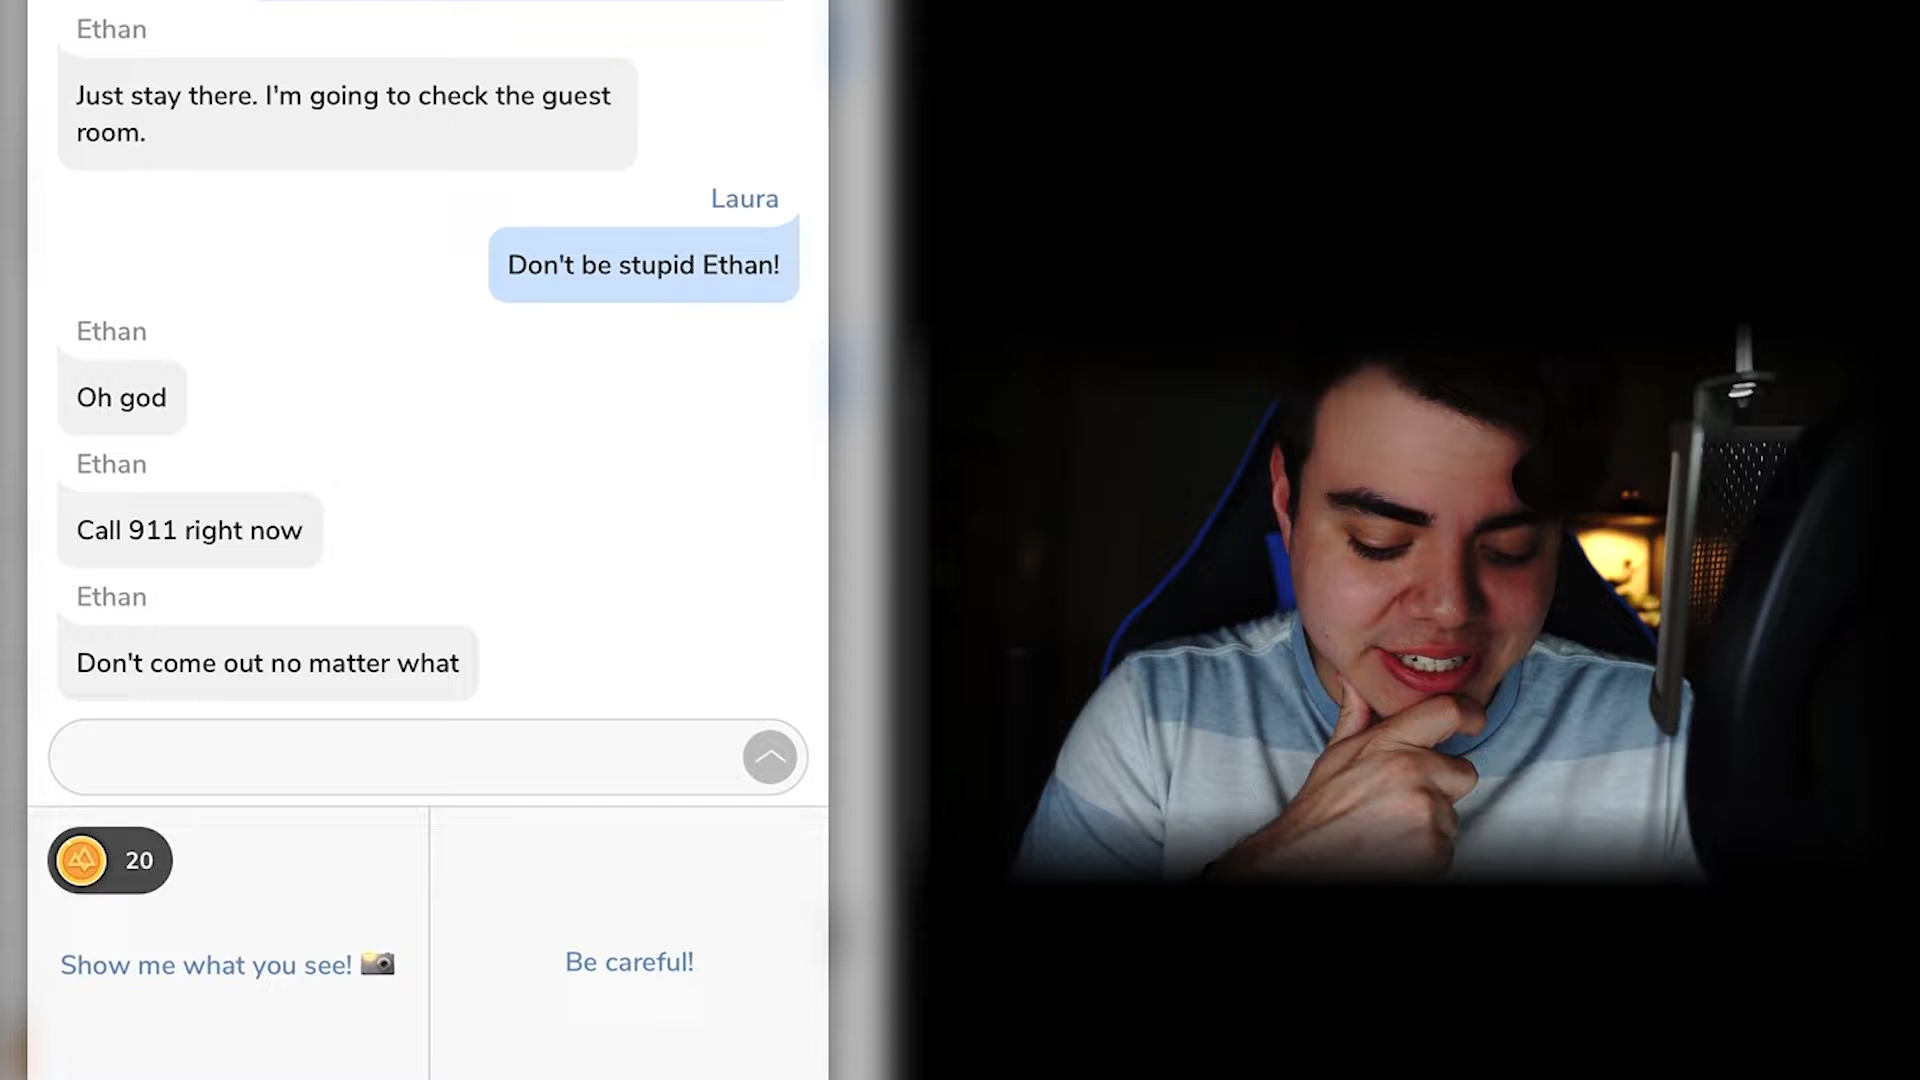 Ethan
Just stay there. I'm going to check the guest
room.
Laura
Don't be stupid Ethan!
Ethan
Oh god
Ethan
Call 911 right now
Ethan
Don't come out no matter what
20
Show me what you see!
Be careful!